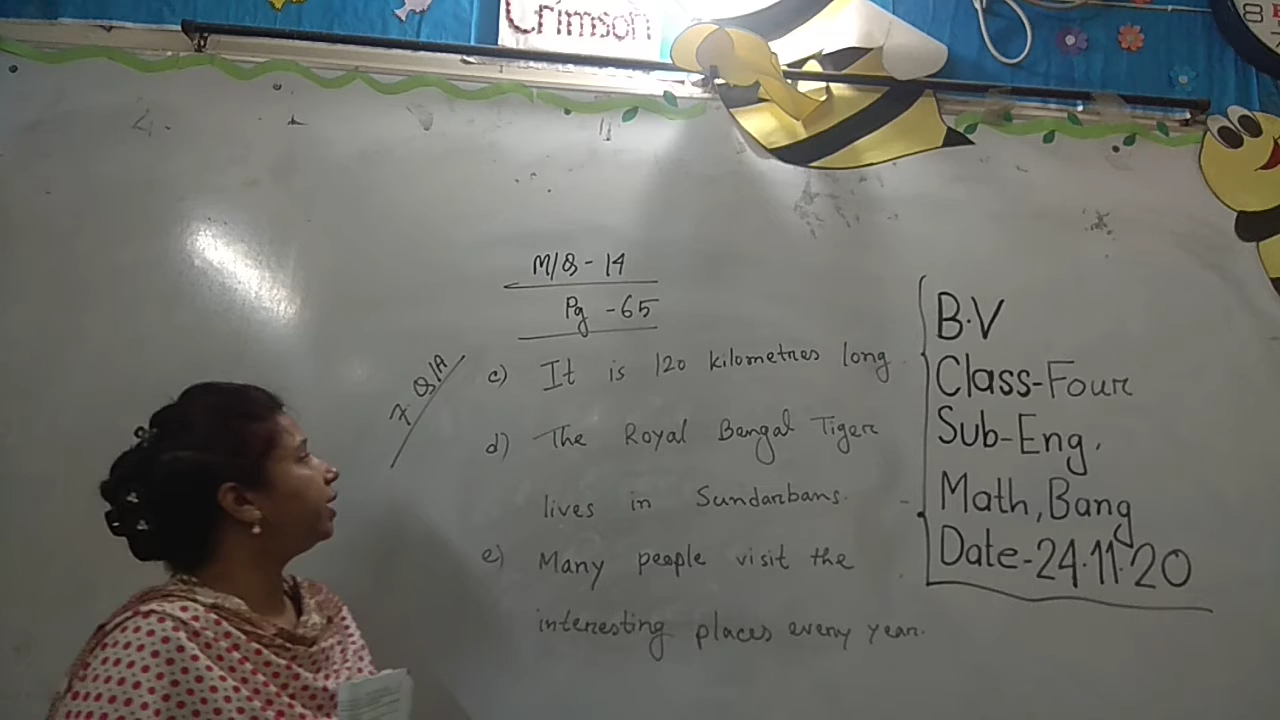 Crimson
M/Q - 14
Pg - 65
7. Q/A
c) It is 120 kilometres long
d) The Royal Bengal Tiger
lives in Sundarbans.
e) Many people visit the
interesting places every year.
B.V
Class-Four
Sub-Eng,
Math, Bang
Date-24.11.20
8